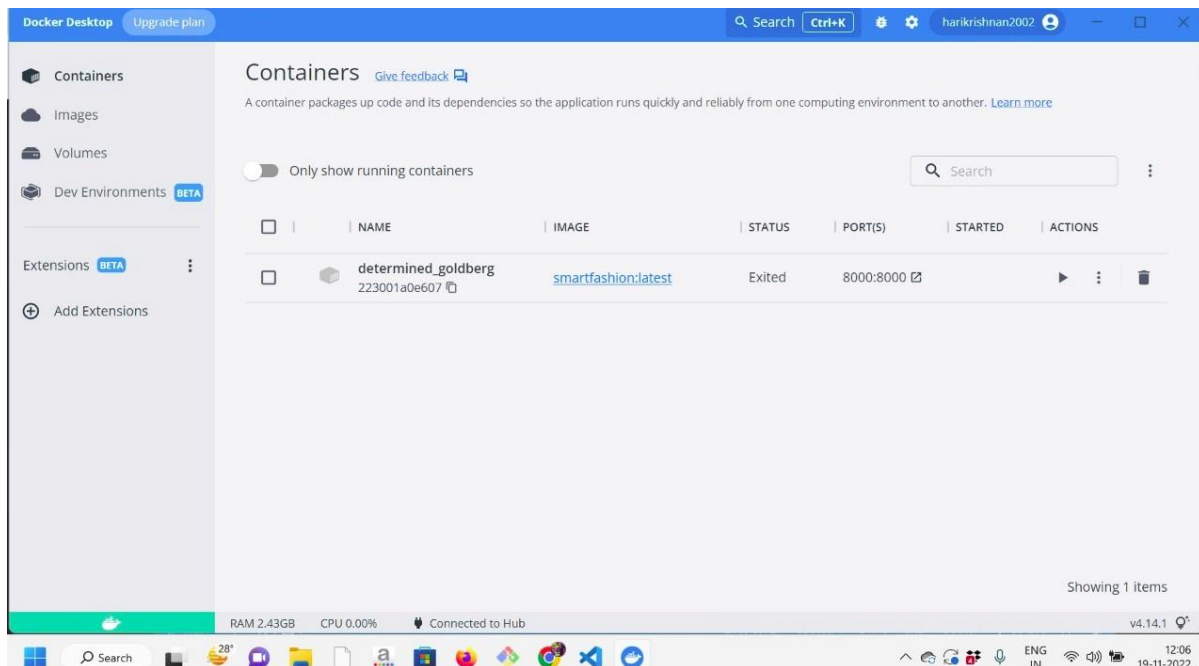 Docker Desktop Upgrade plan Search Ctrl+K harikrishnan2002
Containers
Images
Volumes
Dev Environments BETA
Extensions BETA
Add Extensions
Containers Give feedback
A container packages up code and its dependencies so the application runs quickly and reliably from one computing environment to another. Learn more
Only show running containers Search
NAME IMAGE STATUS PORT(S) STARTED ACTIONS
determined_goldberg smartfashion:latest Exited 8000:8000
223001a0e607
Showing 1 items
RAM 2.43GB CPU 0.00% Connected to Hub v4.14.1
28°
Search a ENG 12:06
IN